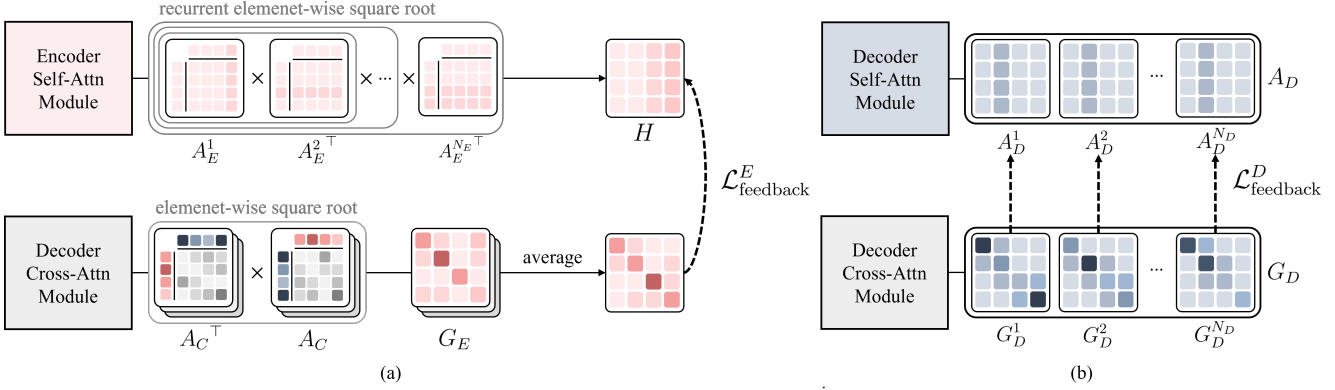 recurrent elemenet-wise square root
Encoder
Self-Attn
Module
× × ··· ×
A_E^1 A_E^2^⊤ A_E^{N_E}^⊤
H
L_feedback^E
elemenet-wise square root
Decoder
Cross-Attn
Module
×
average
A_C^⊤ A_C G_E
(a)
Decoder
Self-Attn
Module
···
A_D
A_D^1 A_D^2 A_D^{N_D}
L_feedback^D
Decoder
Cross-Attn
Module
···
G_D
G_D^1 G_D^2 G_D^{N_D}
(b)